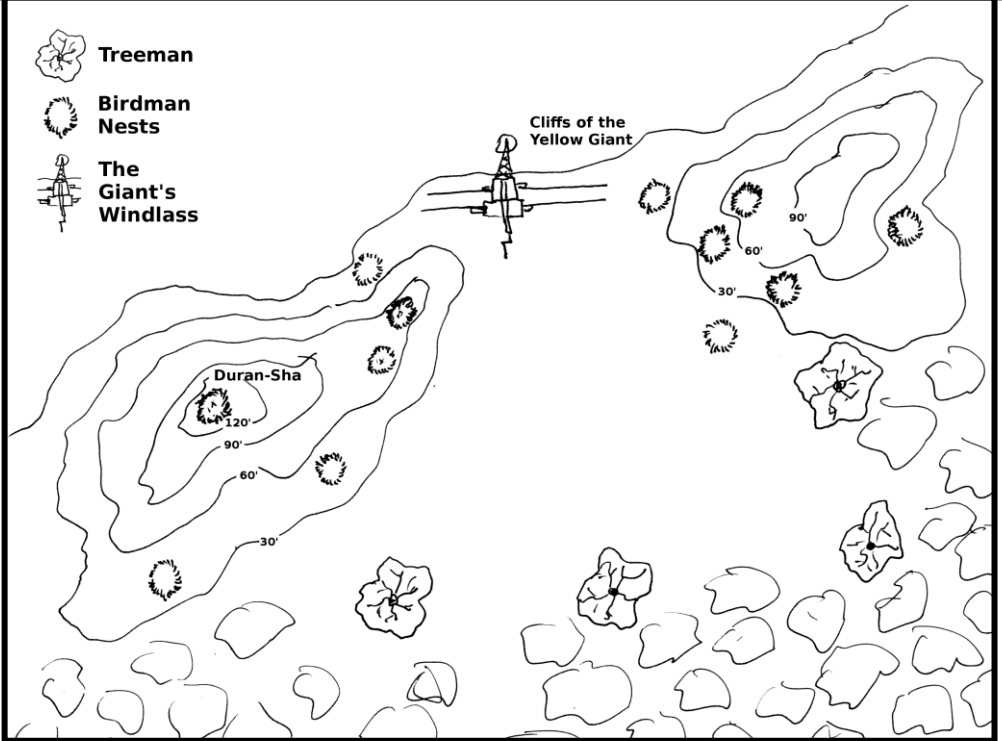 Treeman
Birdman
Nests
The
Giant's
Windlass
Cliffs of the
Yellow Giant
90'
60'
30'
Duran-Sha
120'
90'
60'
30'